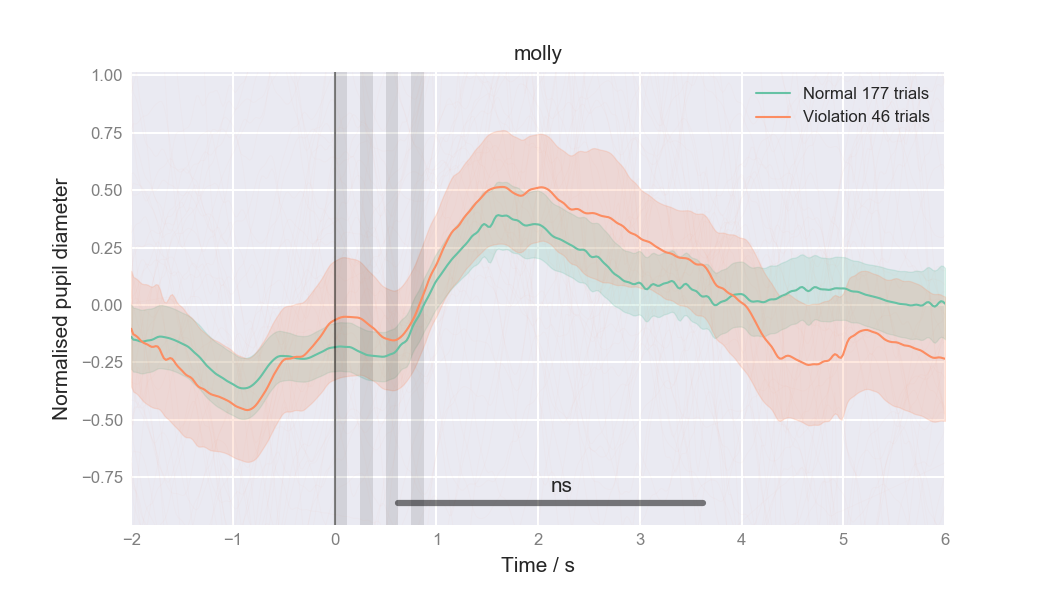 molly
Normalised pupil diameter
1.00
0.75
0.50
0.25
0.00
−0.25
−0.50
−0.75
Normal 177 trials
Violation 46 trials
ns
−2 −1 0 1 2 3 4 5 6
Time / s